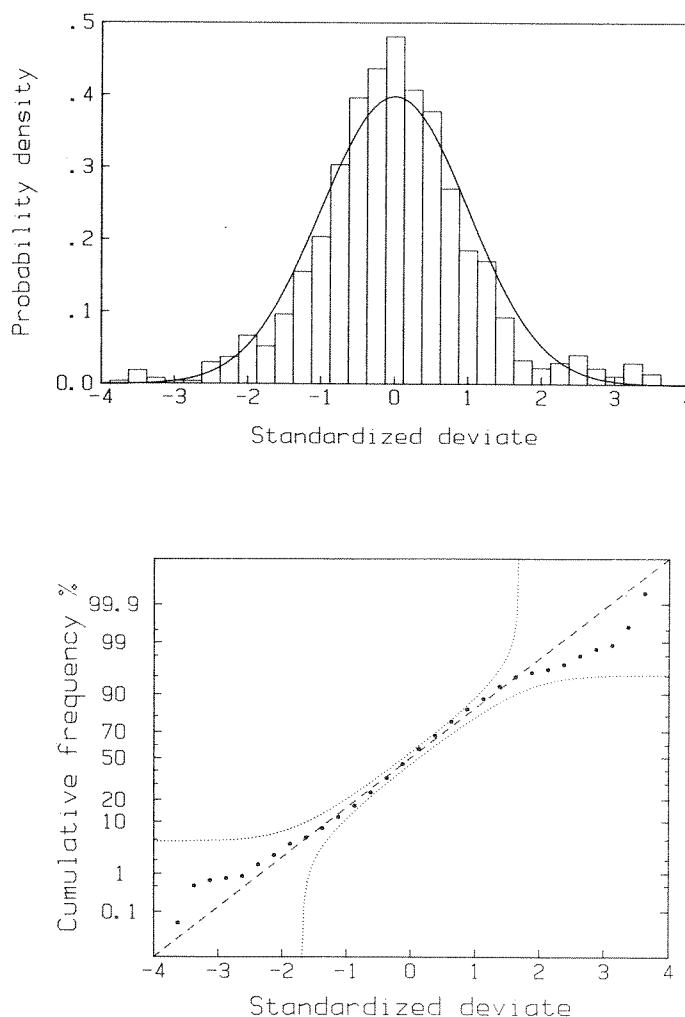 Probability density
.5
.4
.3
.2
.1
0.0
-4 -3 -2 -1 0 1 2 3 4
Standardized deviate
Cumulative frequency %
99.9
99
90
70
50
20
10
1
0.1
-4 -3 -2 -1 0 1 2 3 4
Standardized deviate